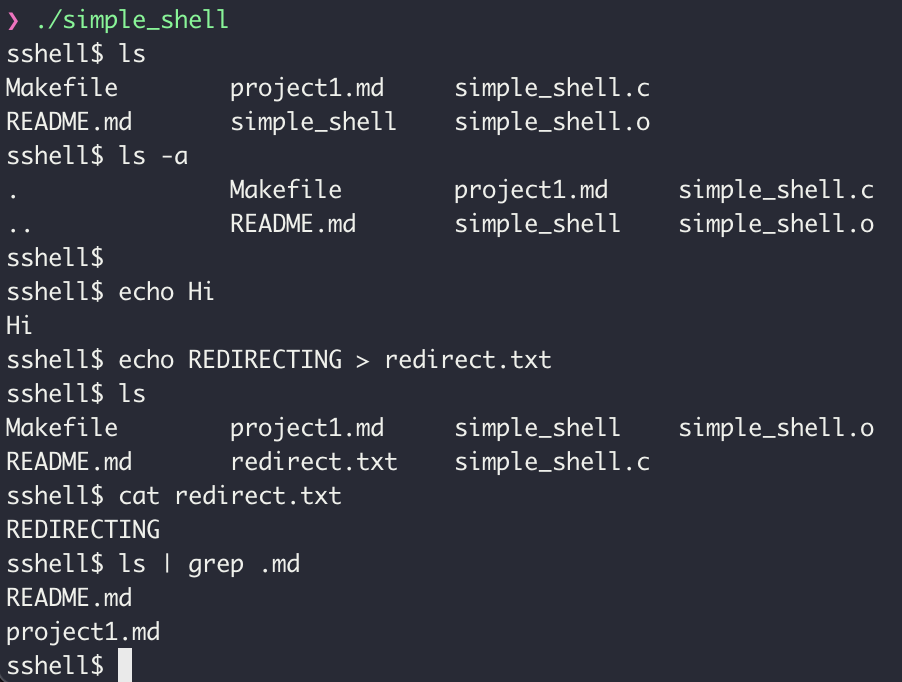 ❯ ./simple_shell
sshell$ ls
Makefile        project1.md     simple_shell.c
README.md       simple_shell    simple_shell.o
sshell$ ls -a
.               Makefile        project1.md     simple_shell.c
..              README.md       simple_shell    simple_shell.o
sshell$
sshell$ echo Hi
Hi
sshell$ echo REDIRECTING > redirect.txt
sshell$ ls
Makefile        project1.md     simple_shell    simple_shell.o
README.md       redirect.txt    simple_shell.c
sshell$ cat redirect.txt
REDIRECTING
sshell$ ls | grep .md
README.md
project1.md
sshell$